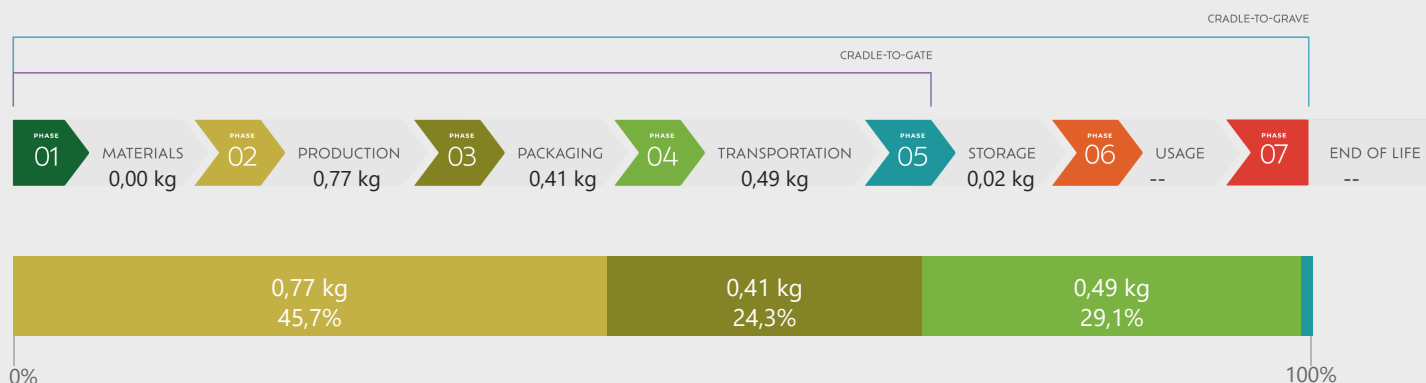 CRADLE-TO-GRAVE
CRADLE-TO-GATE
PHASE
01
MATERIALS
0,00 kg
PHASE
02
PRODUCTION
0,77 kg
PHASE
03
PACKAGING
0,41 kg
PHASE
04
TRANSPORTATION
0,49 kg
PHASE
05
STORAGE
0,02 kg
PHASE
06
USAGE
--
PHASE
07
END OF LIFE
--
0,77 kg
45,7%
0,41 kg
24,3%
0,49 kg
29,1%
0%
100%